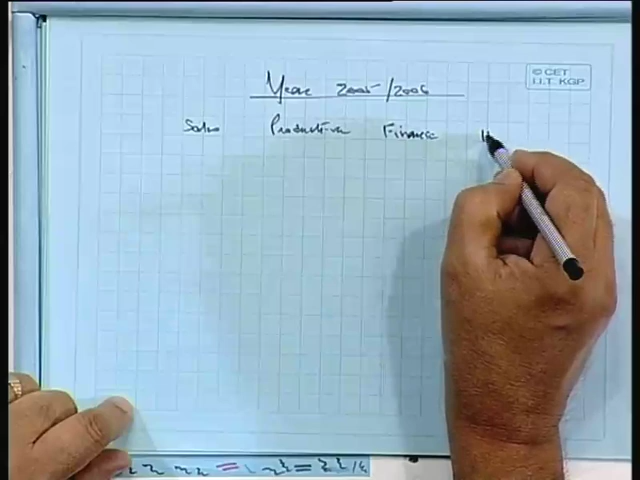 © CET
I.I.T. KGP
Year 2005/2006
Sales Production Finance